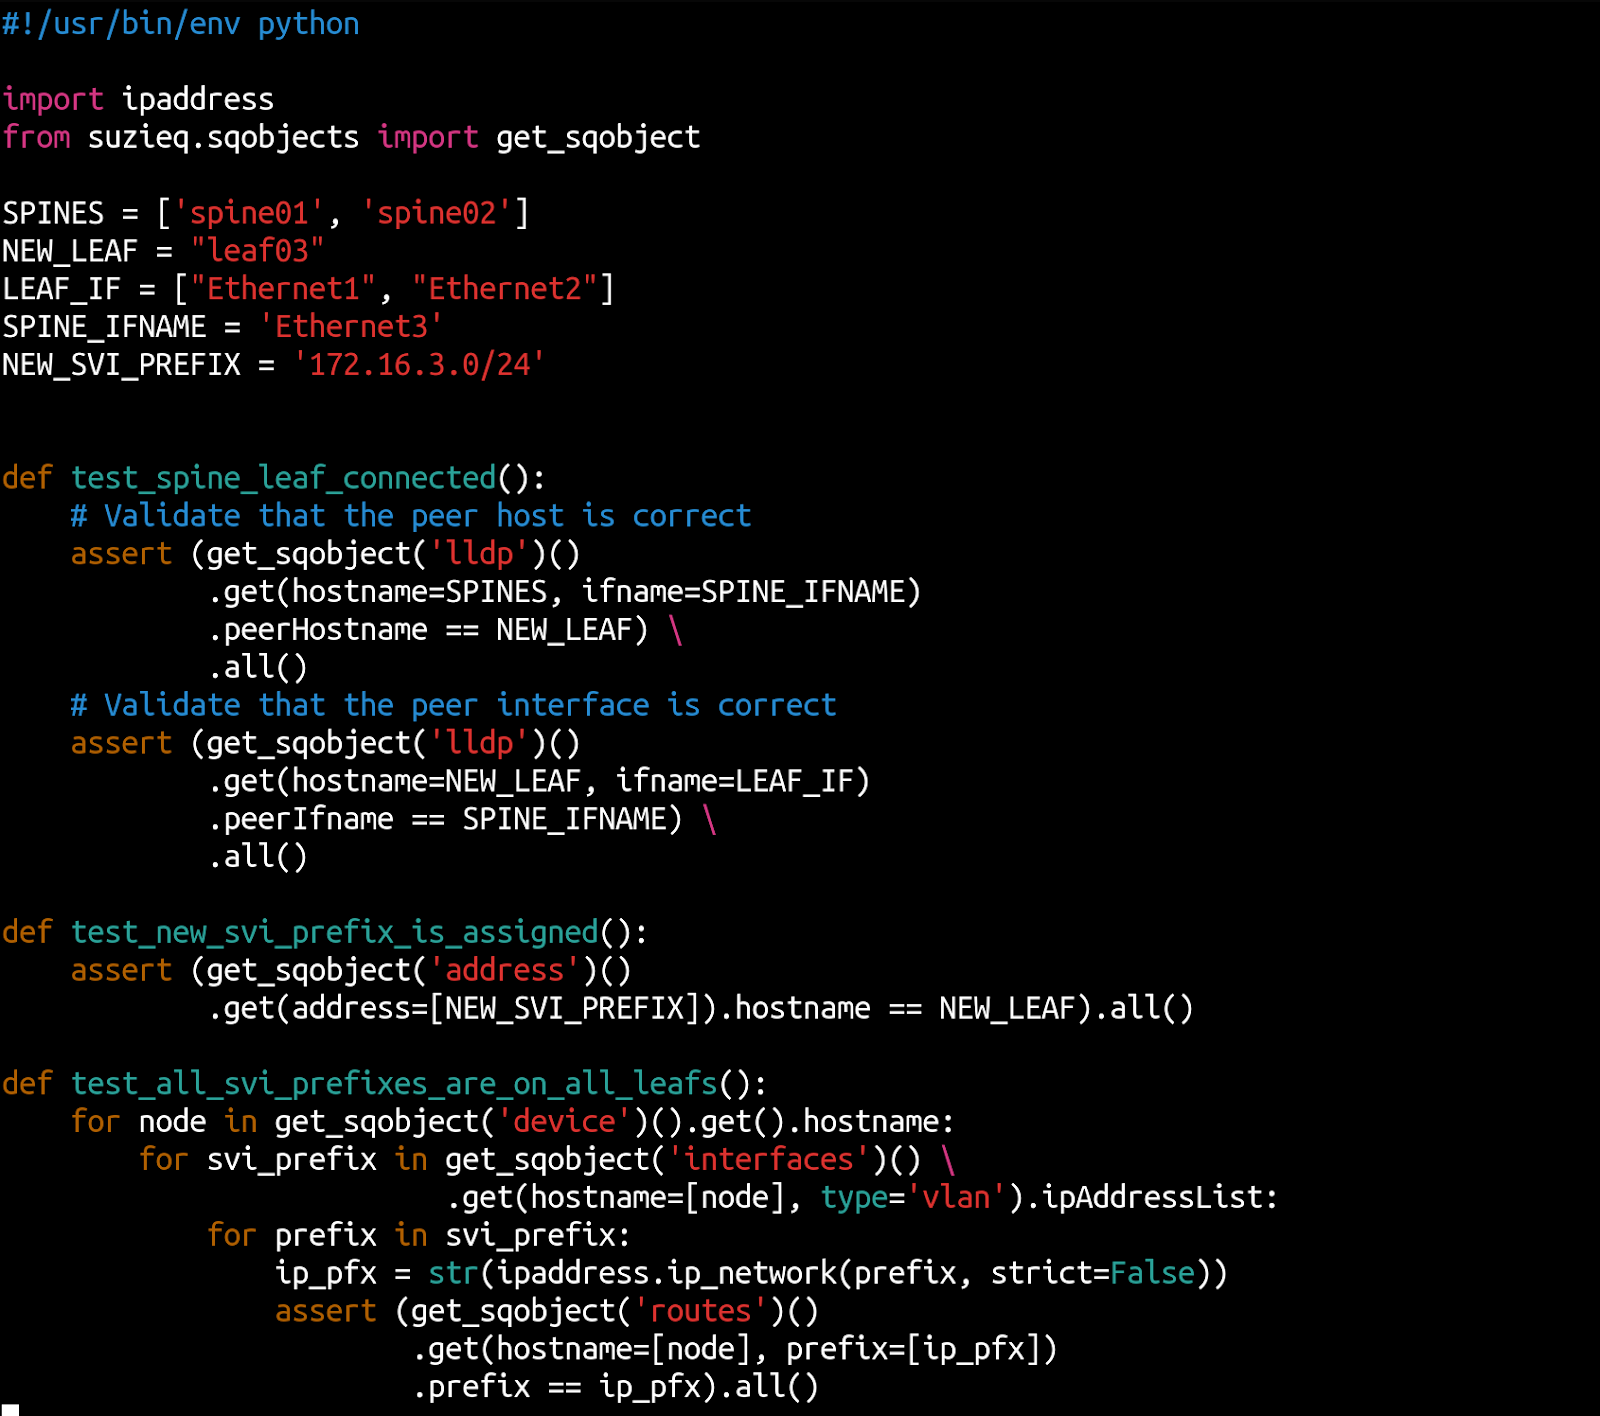 #!/usr/bin/env python

import ipaddress
from suzieq.sqobjects import get_sqobject

SPINES = ['spine01', 'spine02']
NEW_LEAF = "leaf03"
LEAF_IF = ["Ethernet1", "Ethernet2"]
SPINE_IFNAME = 'Ethernet3'
NEW_SVI_PREFIX = '172.16.3.0/24'


def test_spine_leaf_connected():
    # Validate that the peer host is correct
    assert (get_sqobject('lldp')()
            .get(hostname=SPINES, ifname=SPINE_IFNAME)
            .peerHostname == NEW_LEAF) \
            .all()
    # Validate that the peer interface is correct
    assert (get_sqobject('lldp')()
            .get(hostname=NEW_LEAF, ifname=LEAF_IF)
            .peerIfname == SPINE_IFNAME) \
            .all()

def test_new_svi_prefix_is_assigned():
    assert (get_sqobject('address')()
            .get(address=[NEW_SVI_PREFIX]).hostname == NEW_LEAF).all()

def test_all_svi_prefixes_are_on_all_leafs():
    for node in get_sqobject('device')().get().hostname:
        for svi_prefix in get_sqobject('interfaces')() \
                          .get(hostname=[node], type='vlan').ipAddressList:
            for prefix in svi_prefix:
                ip_pfx = str(ipaddress.ip_network(prefix, strict=False))
                assert (get_sqobject('routes')()
                        .get(hostname=[node], prefix=[ip_pfx])
                        .prefix == ip_pfx).all()